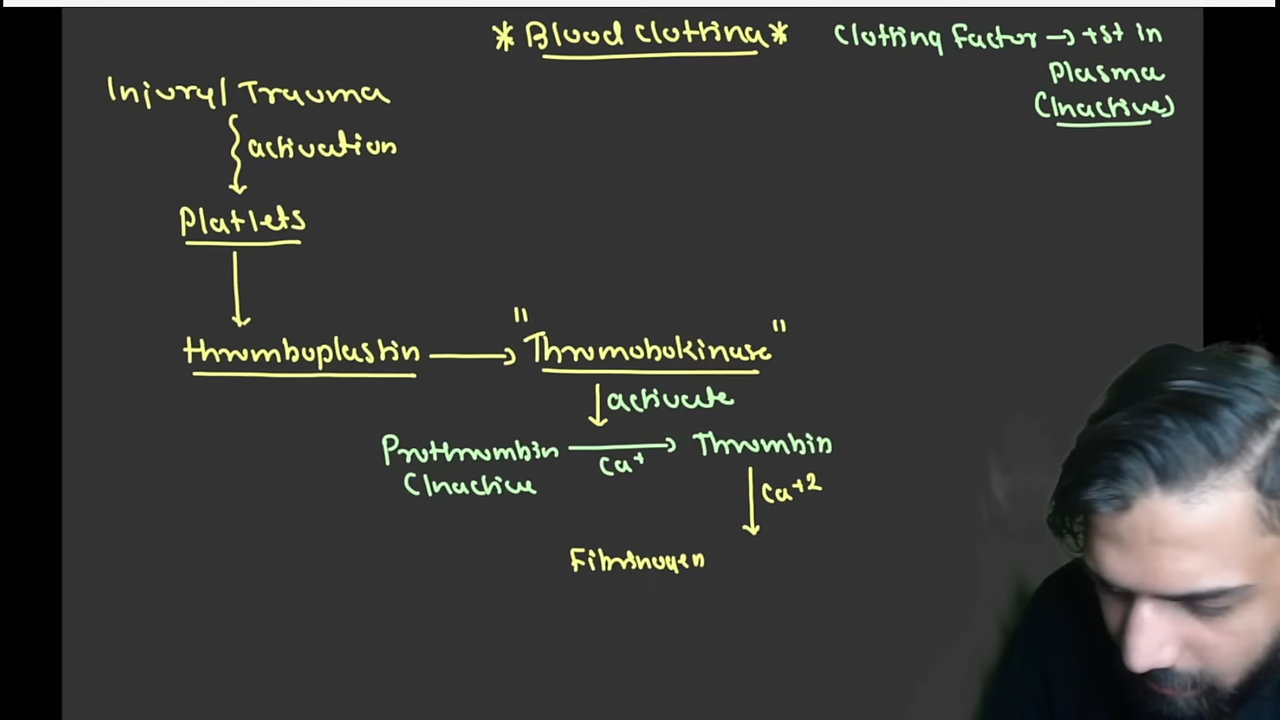 * Blood Clotting *
Clotting Factor → +st in
Plasma
(Inactive)
Injury/ Trauma
activation
Platlets
thromboplastin → "Thromobokinase"
activate
Prothrombin → Thrombin
Ca+
(Inactive
Ca+2
Fibrinogen